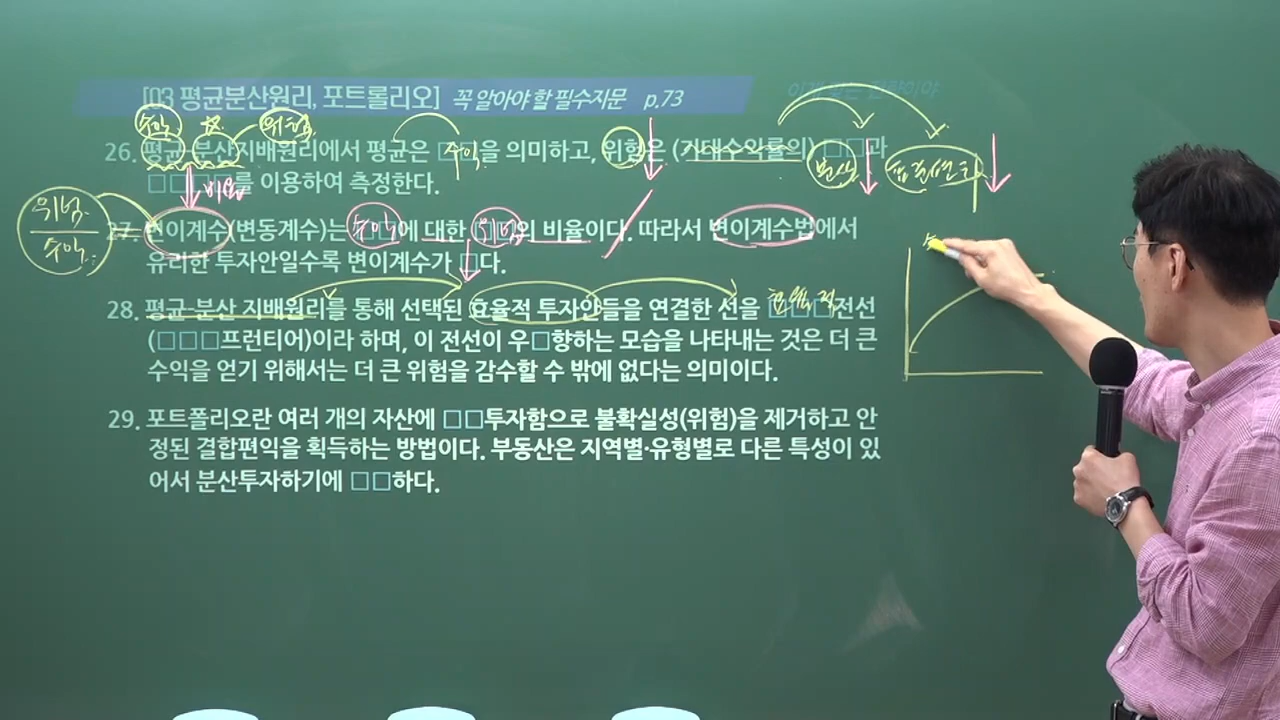 [03 평균분산원리, 포트폴리오] 꼭 알아야 할 필수지문 p.73
수익 위험
26. 평균-분산지배원리에서 평균은 수익을 의미하고, 위험은 (기대수익률의) □□과
분산 표준편차
□□□□를 이용하여 측정한다. 비율
위험
수익
27. 변이계수(변동계수)는 수익에 대한 위험의 비율이다. 따라서 변이계수법에서
유리한 투자안일수록 변이계수가 □다.
28. 평균-분산 지배원리를 통해 선택된 효율적 투자안들을 연결한 선을 효율적전선
(□□□프런티어)이라 하며, 이 전선이 우□향하는 모습을 나타내는 것은 더 큰
수익을 얻기 위해서는 더 큰 위험을 감수할 수 밖에 없다는 의미이다.
29. 포트폴리오란 여러 개의 자산에 □□투자함으로 불확실성(위험)을 제거하고 안
정된 결합편익을 획득하는 방법이다. 부동산은 지역별·유형별로 다른 특성이 있
어서 분산투자하기에 □□하다.